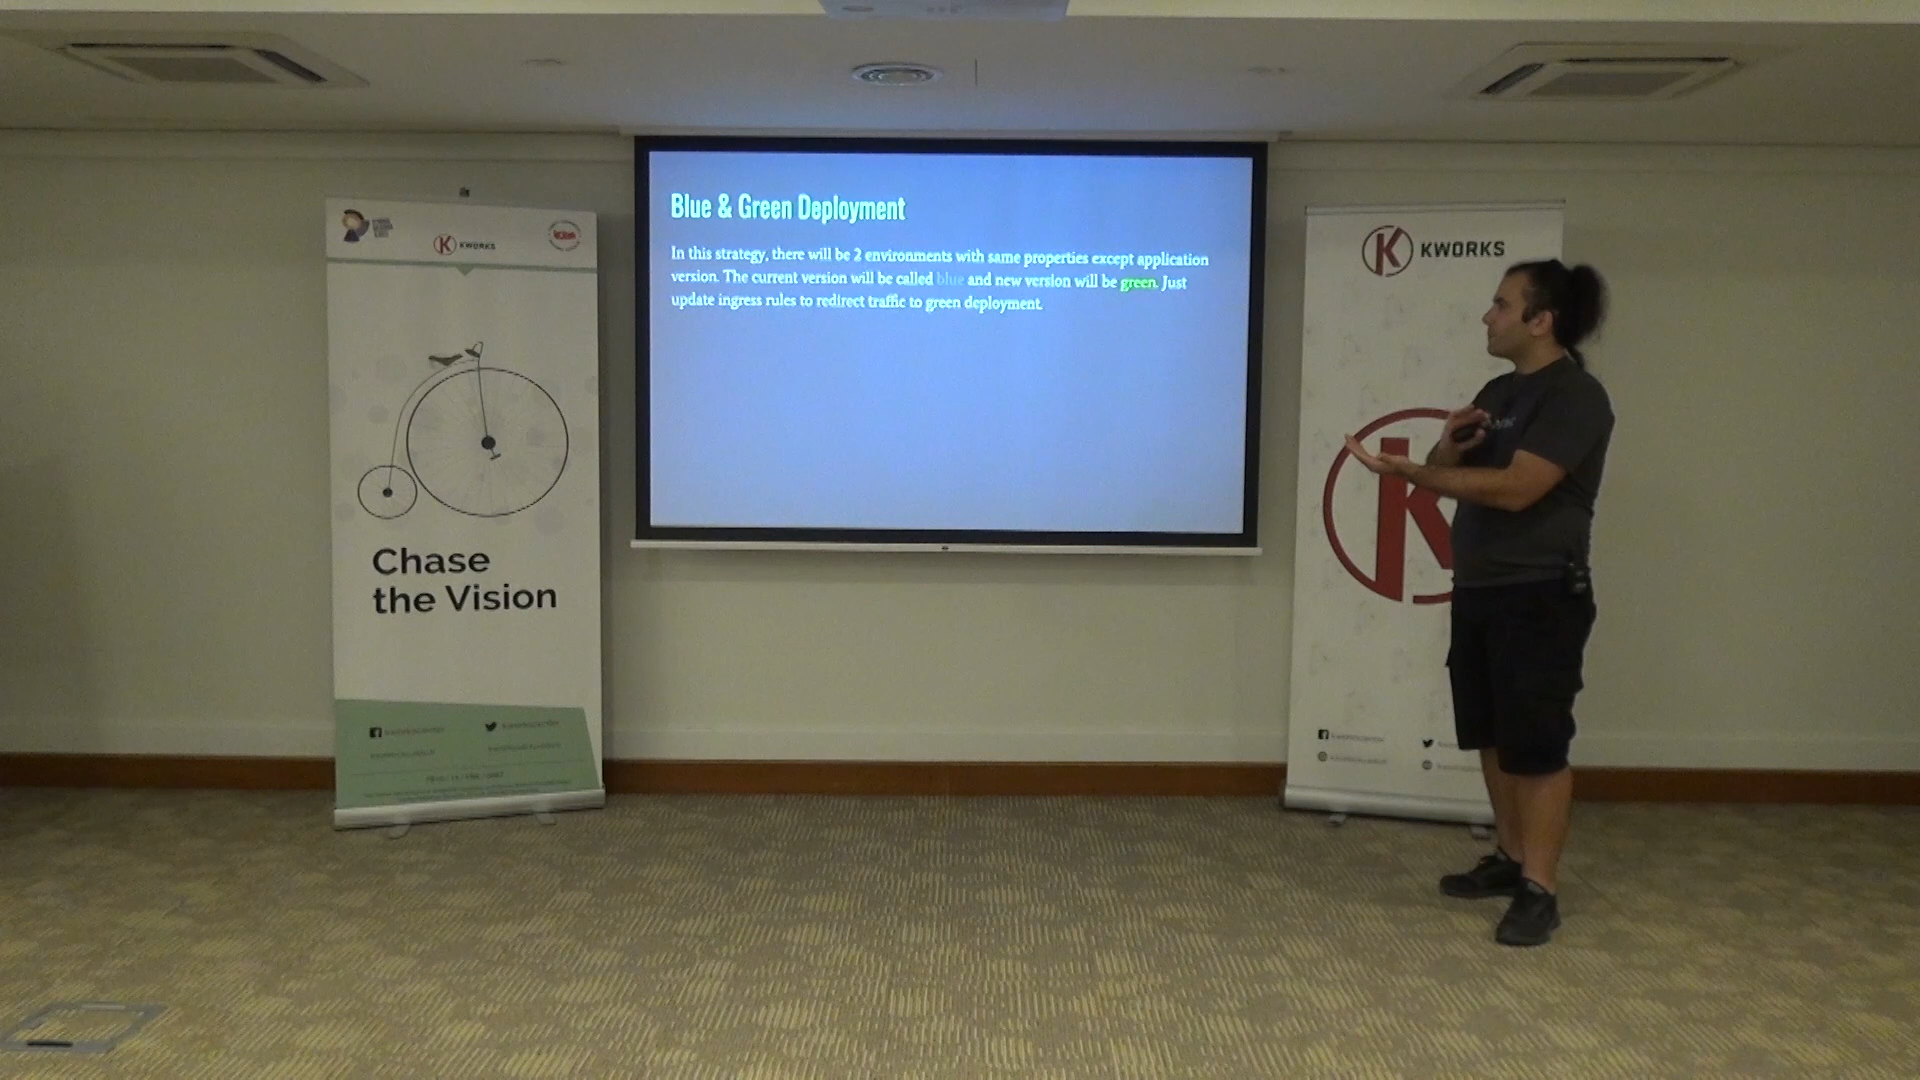 KWORKS
Chase
the Vision
Blue & Green Deployment
In this strategy, there will be 2 environments with same properties except application
version. The current version will be called blue and new version will be green. Just
update ingress rules to redirect traffic to green deployment.
KWORKS
K